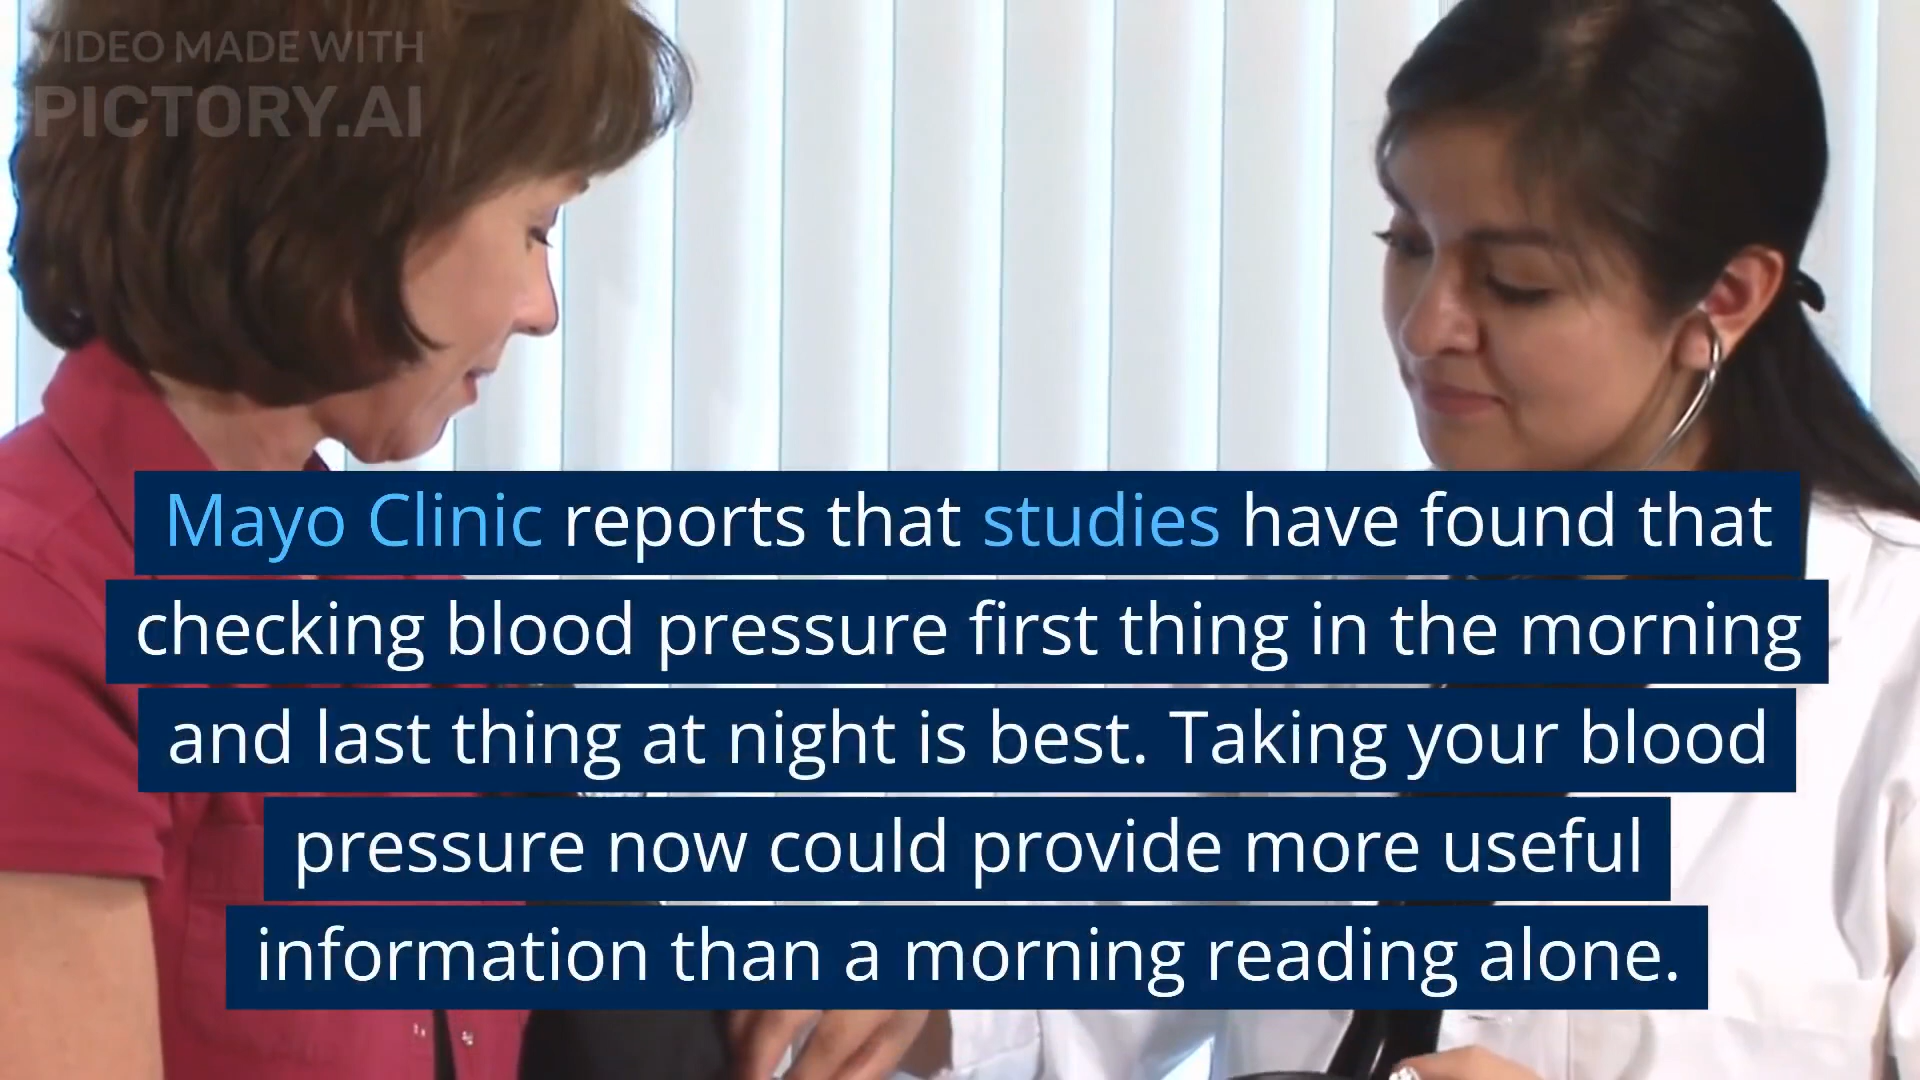 VIDEO MADE WITH
PICTORY.AI
Mayo Clinic reports that studies have found that
checking blood pressure first thing in the morning
and last thing at night is best. Taking your blood
pressure now could provide more useful
information than a morning reading alone.